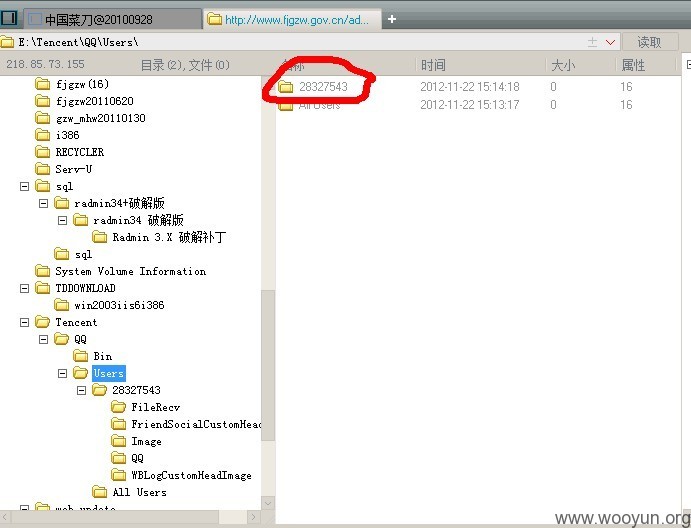 中国菜刀@20100928
http://www.fjgzw.gov.cn/ad...
E:\Tencent\QQ\Users\
读取
218.85.73.155 目录(2),文件(0) 名称 时间 大小 属性
fjgzw(16)
fjgzw20110620
gzw_mhw20110130
i386
RECYCLER
Serv-U
sql
radmin34+破解版
radmin34 破解版
Radmin 3.X 破解补丁
sql
System Volume Information
TDDOWNLOAD
win2003iis6i386
Tencent
QQ
Bin
Users
28327543
FileRecv
FriendSocialCustomHead
Image
QQ
WBLogCustomHeadImage
All Users
web update
28327543 2012-11-22 15:14:18 0 16
All Users 2012-11-22 15:13:17 0 16
www.wooyun.org